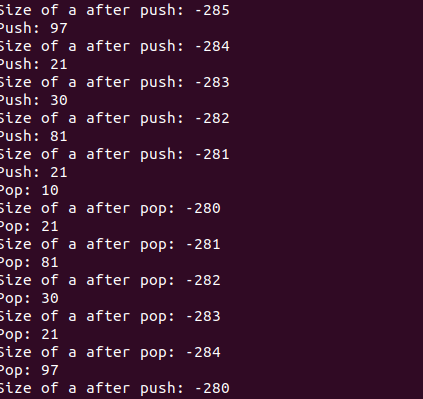 Size of a after push: -285
Push: 97
Size of a after push: -284
Push: 21
Size of a after push: -283
Push: 30
Size of a after push: -282
Push: 81
Size of a after push: -281
Push: 21
Pop: 10
Size of a after pop: -280
Pop: 21
Size of a after pop: -281
Pop: 81
Size of a after pop: -282
Pop: 30
Size of a after pop: -283
Pop: 21
Size of a after pop: -284
Pop: 97
Size of a after push: -280